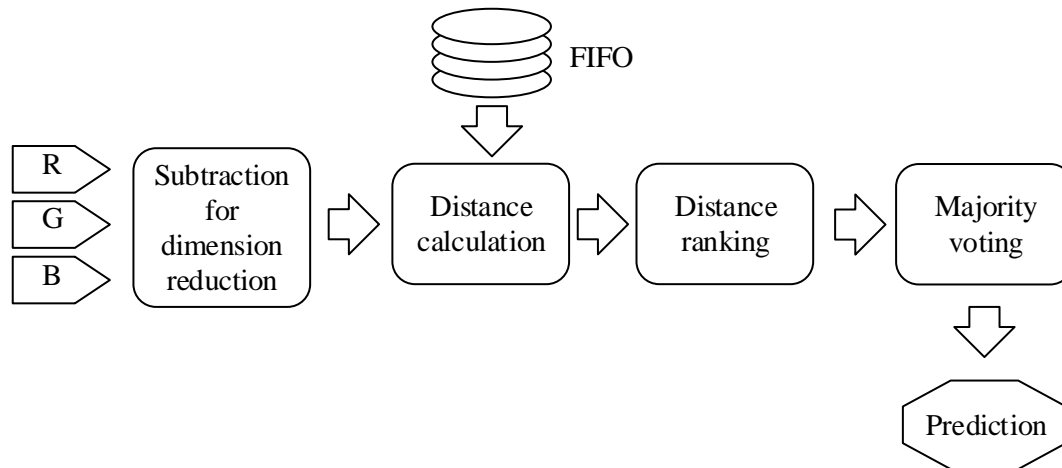 FIFO
R
G
B
Subtraction
for
dimension
reduction
Distance
calculation
Distance
ranking
Majority
voting
Prediction